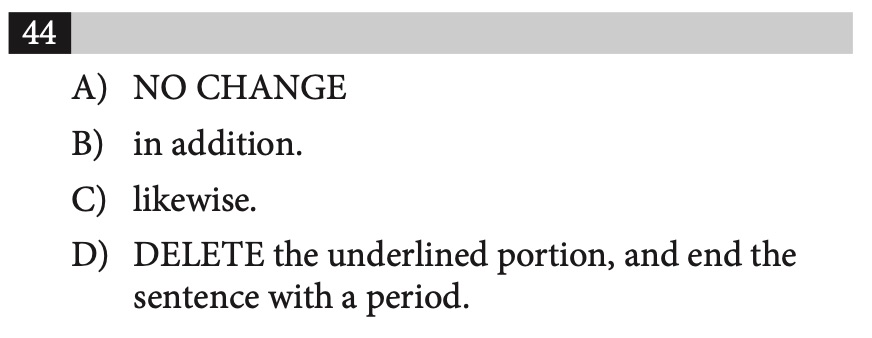 44
A) NO CHANGE
B) in addition.
C) likewise.
D) DELETE the underlined portion, and end the
sentence with a period.